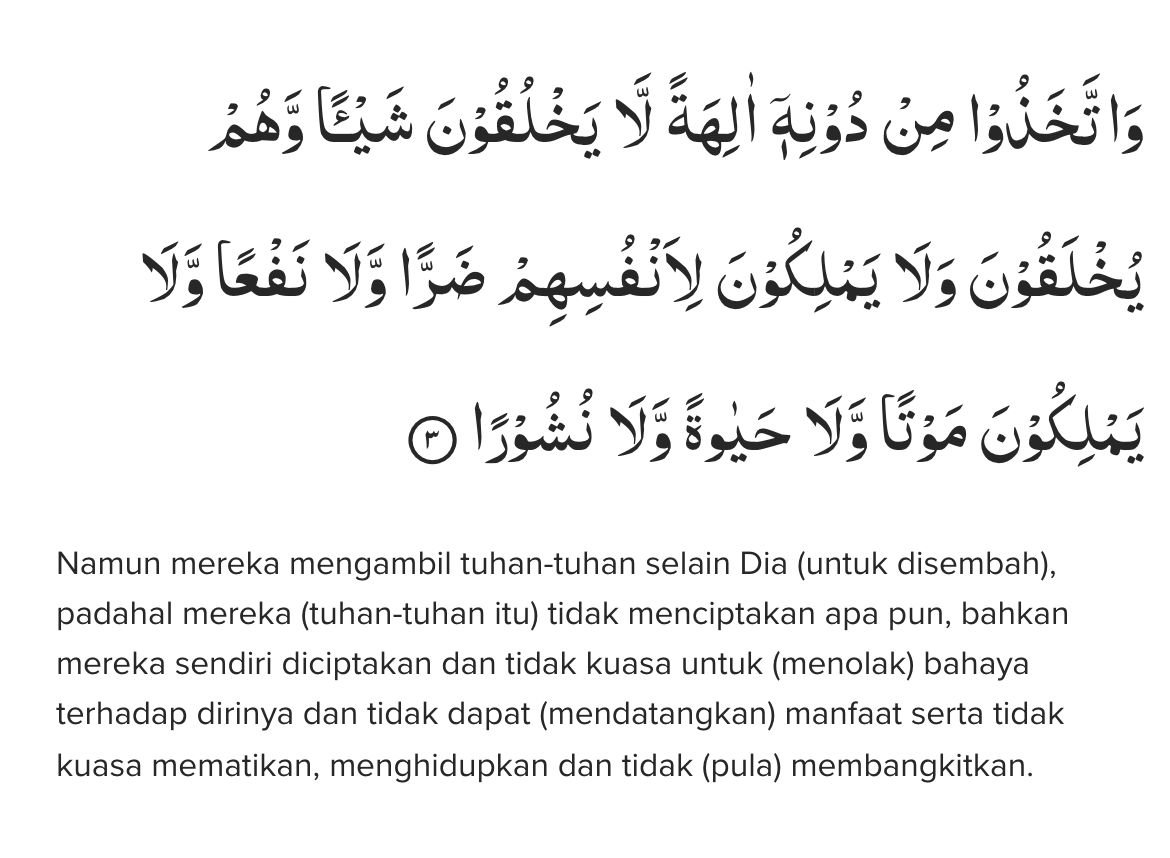 وَاتَّخَذُوْا مِنْ دُوْنِهٖٓ اٰلِهَةً لَّا يَخْلُقُوْنَ شَيْـًٔا وَّهُمْ
يُخْلَقُوْنَ وَلَا يَمْلِكُوْنَ لِاَنْفُسِهِمْ ضَرًّا وَّلَا نَفْعًا وَّلَا
يَمْلِكُوْنَ مَوْتًا وَّلَا حَيٰوةً وَّلَا نُشُوْرًا ٣
Namun mereka mengambil tuhan-tuhan selain Dia (untuk disembah),
padahal mereka (tuhan-tuhan itu) tidak menciptakan apa pun, bahkan
mereka sendiri diciptakan dan tidak kuasa untuk (menolak) bahaya
terhadap dirinya dan tidak dapat (mendatangkan) manfaat serta tidak
kuasa mematikan, menghidupkan dan tidak (pula) membangkitkan.